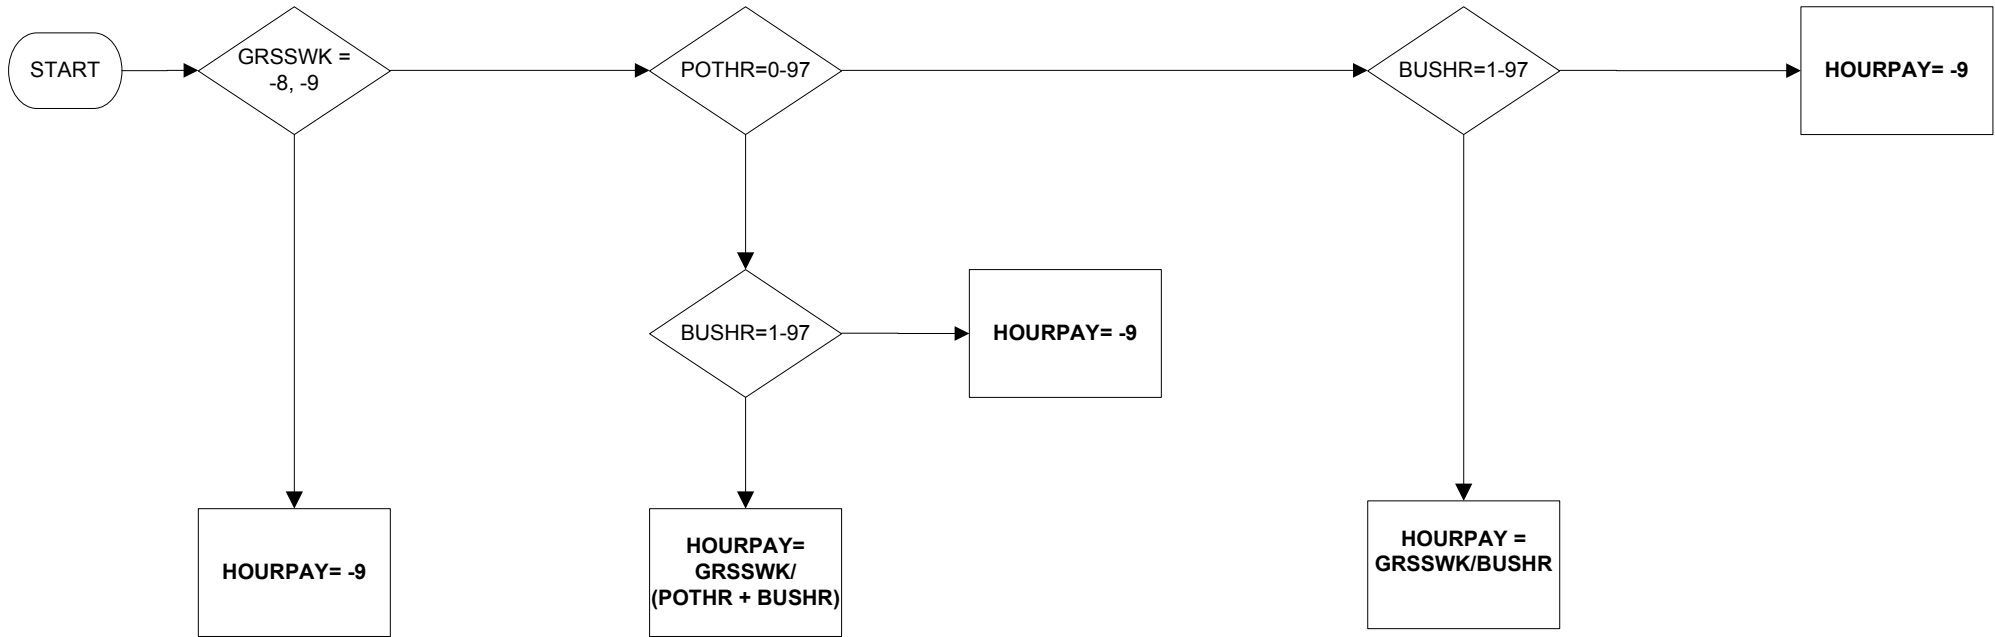 START
GRSSWK =
-8, -9
POTHR=0-97
BUSHR=1-97
HOURPAY= -9
BUSHR=1-97
HOURPAY= -9
HOURPAY= -9
HOURPAY=
GRSSWK/
(POTHR + BUSHR)
HOURPAY =
GRSSWK/BUSHR